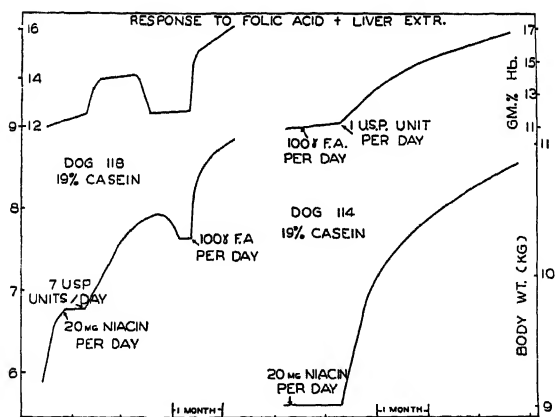 RESPONSE TO FOLIC ACID + LIVER EXTR.
16
14
12
9
8
7
6
DOG 118
19% CASEIN
7 USP
UNITS/DAY
20 MG NIACIN
PER DAY
100γ F.A
PER DAY
1 MONTH
100γ F.A.
PER DAY
1 U.S.P. UNIT
PER DAY
DOG 114
19% CASEIN
20 MG NIACIN
PER DAY
1 MONTH
17
15
13
11
GM.% Hb.
11
10
9
BODY WT. (KG)